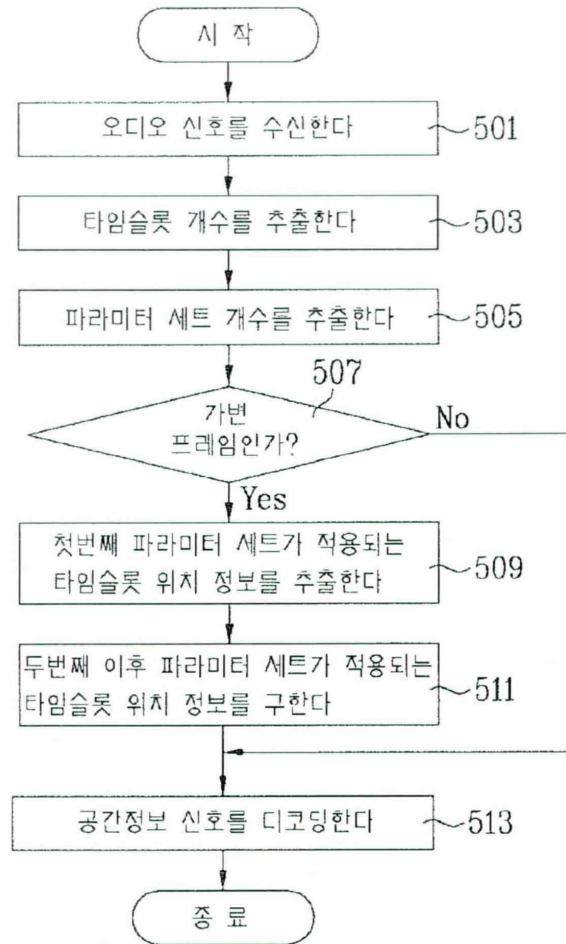 시 작
오디오 신호를 수신한다
501
타임슬롯 개수를 추출한다
503
파라미터 세트 개수를 추출한다
505
507
가변
프레임인가?
No
Yes
첫번째 파라미터 세트가 적용되는
타임슬롯 위치 정보를 추출한다
509
두번째 이후 파라미터 세트가 적용되는
타임슬롯 위치 정보를 구한다
511
공간정보 신호를 디코딩한다
513
종 료